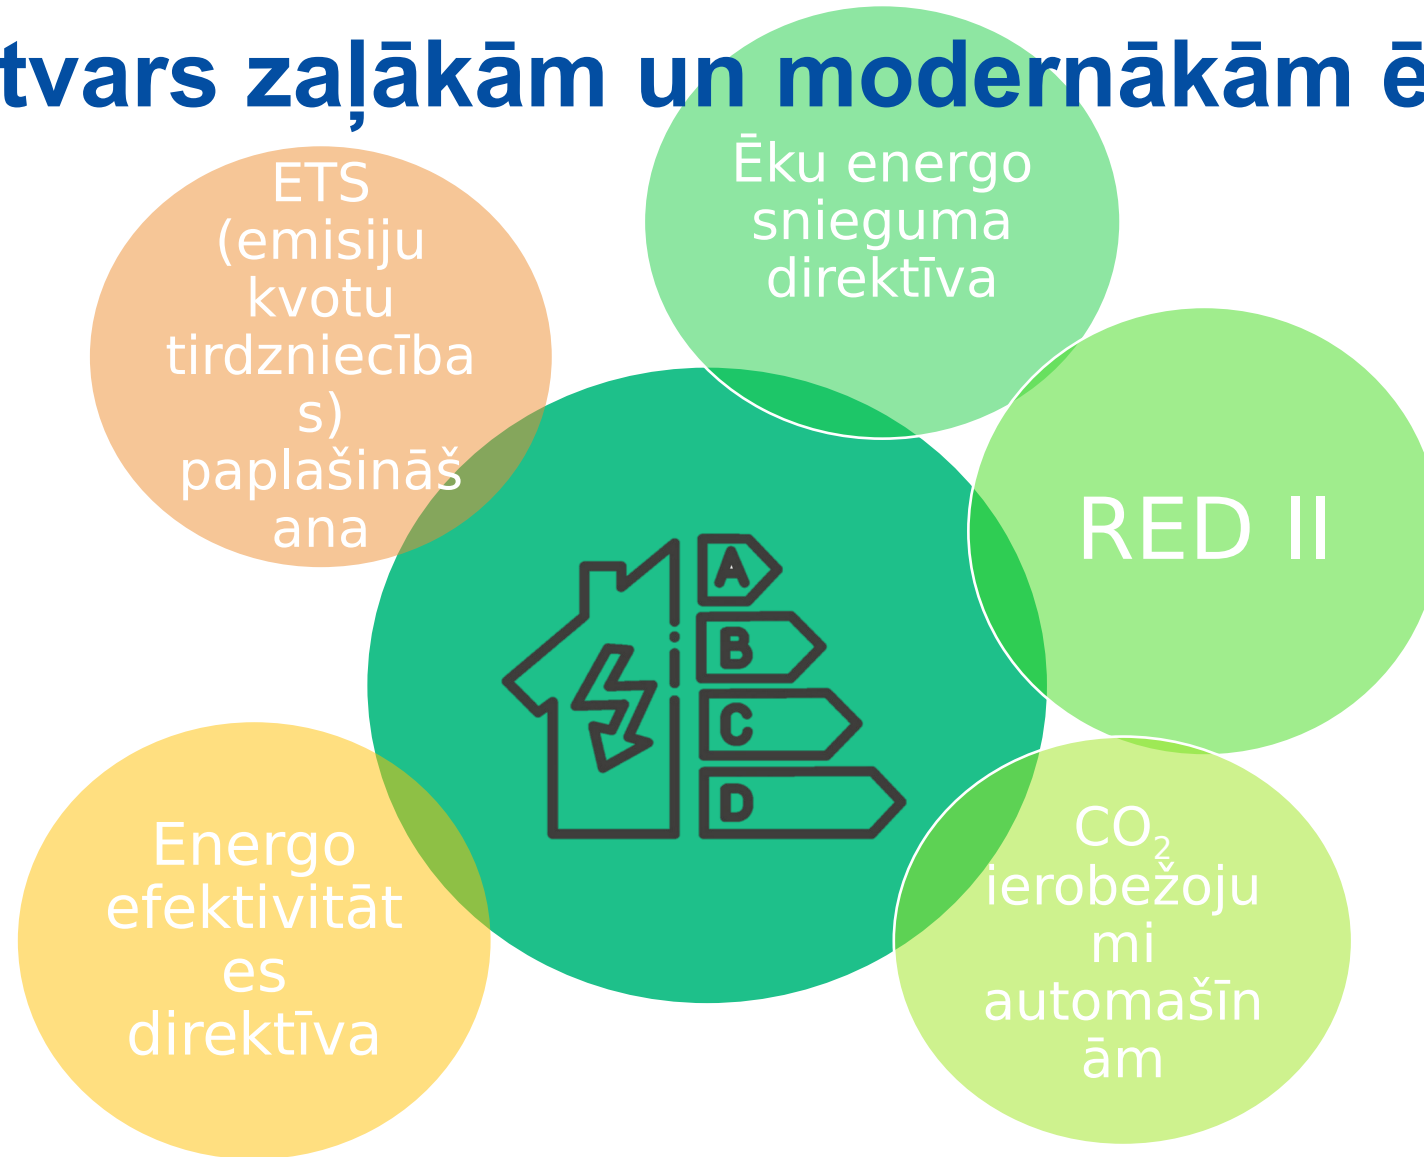 tvars zaļākām un modernākām ē
ETS
(emisiju
kvotu
tirdzniecība
s)
paplašināš
ana
Ēku energo
snieguma
direktīva
RED II
CO₂
ierobežoju
mi
automašīn
ām
Energo
efektivitāt
es
direktīva
A
B
C
D